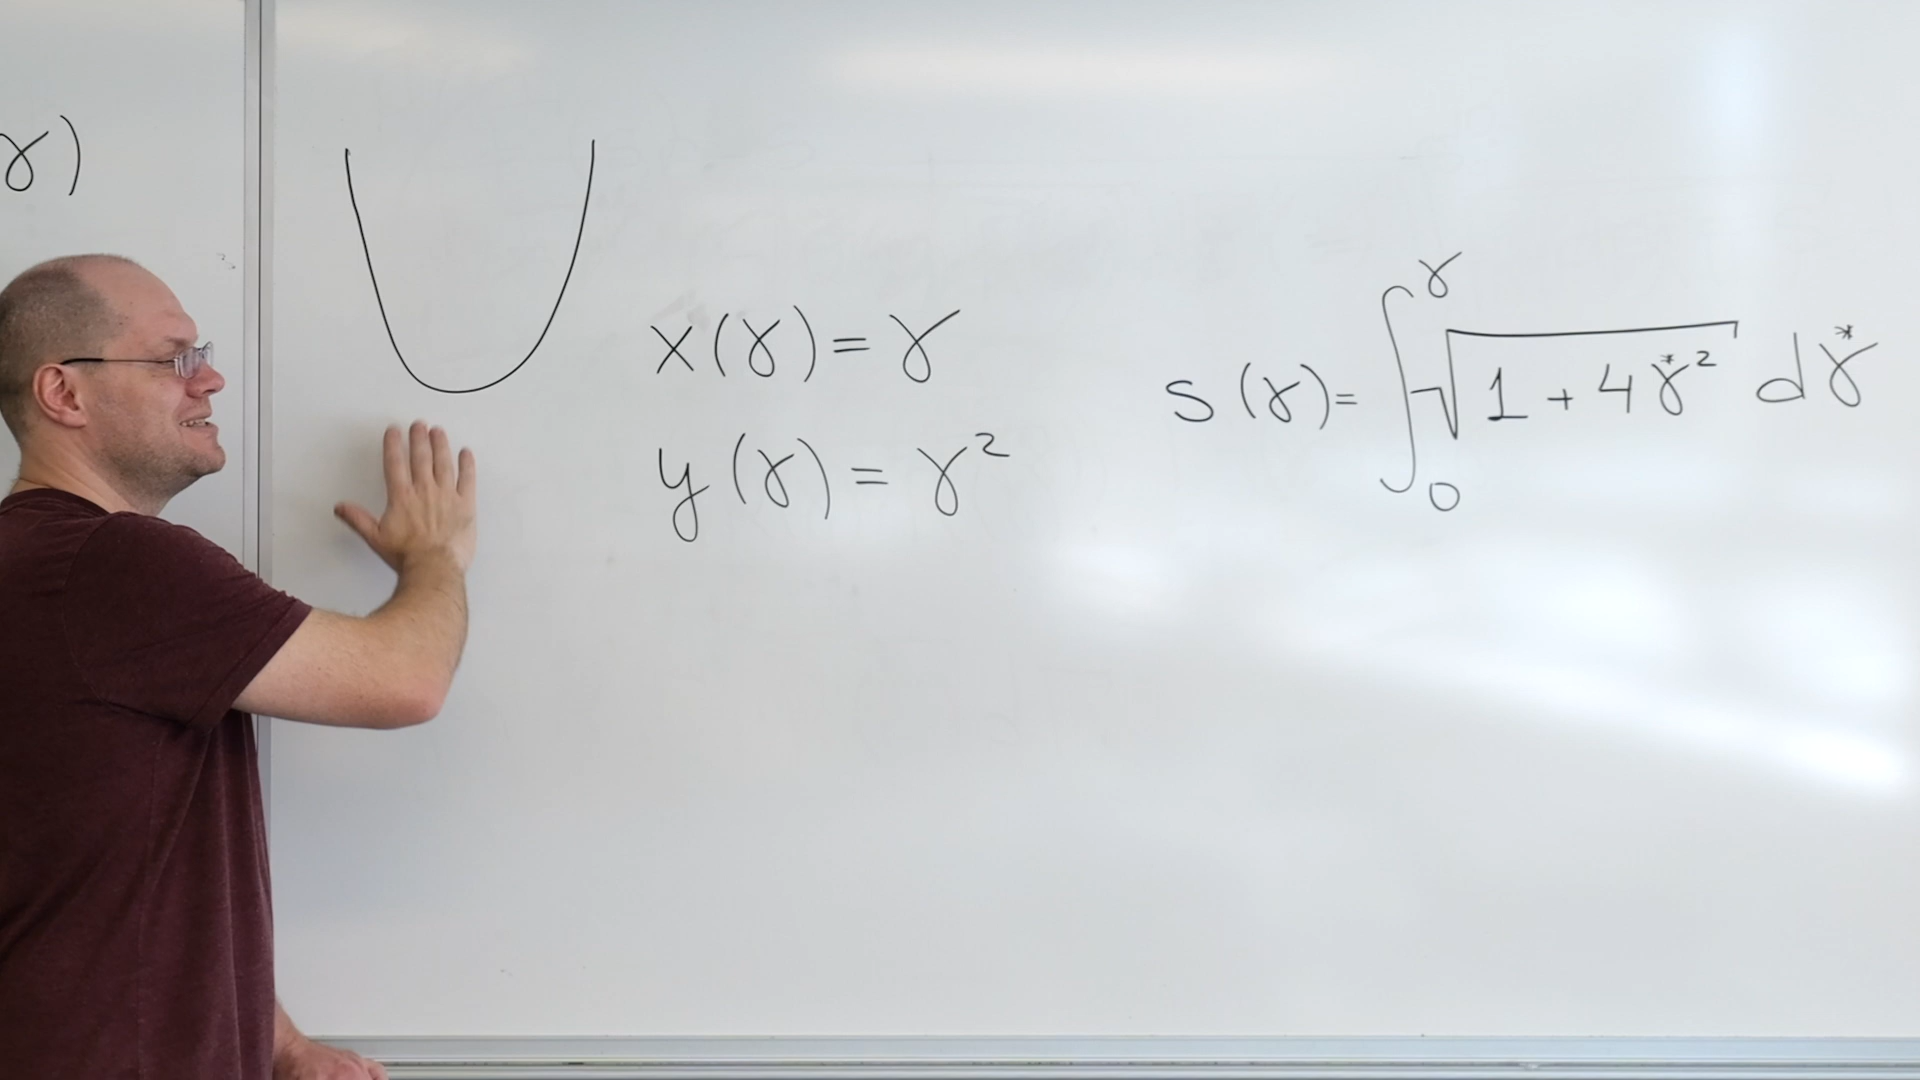 γ)
x(γ) = γ
y(γ) = γ²
s(γ) = ∫₀^γ √(1 + 4γ*²) dγ*